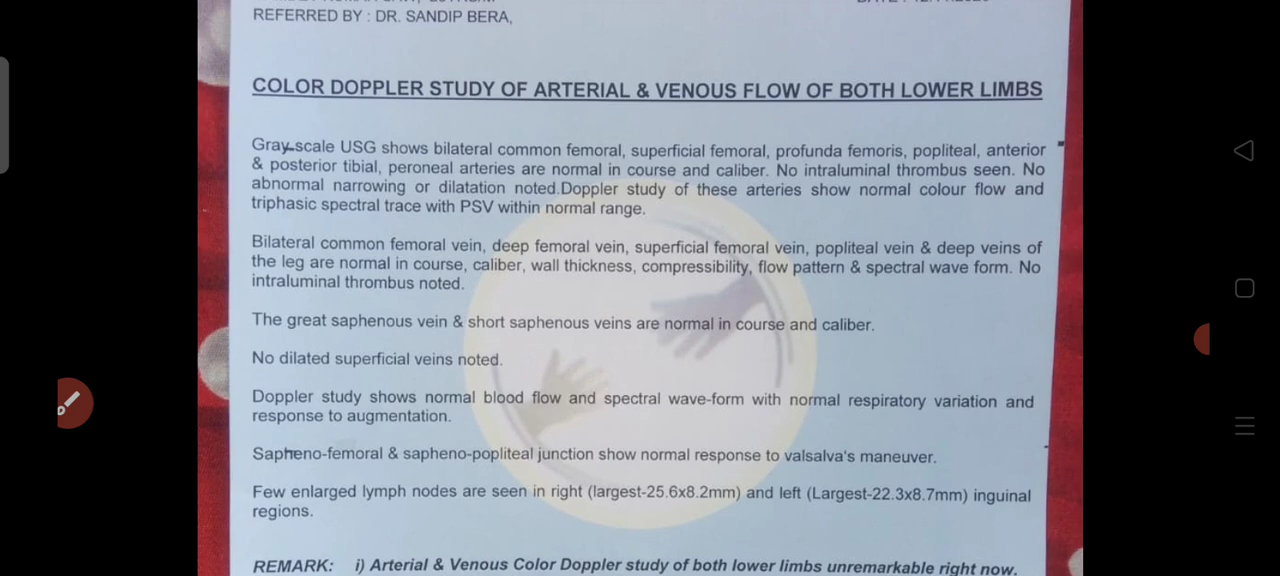 REFERRED BY : DR. SANDIP BERA,
COLOR DOPPLER STUDY OF ARTERIAL & VENOUS FLOW OF BOTH LOWER LIMBS
Gray-scale USG shows bilateral common femoral, superficial femoral, profunda femoris, popliteal, anterior
& posterior tibial, peroneal arteries are normal in course and caliber. No intraluminal thrombus seen. No
abnormal narrowing or dilatation noted.Doppler study of these arteries show normal colour flow and
triphasic spectral trace with PSV within normal range.
Bilateral common femoral vein, deep femoral vein, superficial femoral vein, popliteal vein & deep veins of
the leg are normal in course, caliber, wall thickness, compressibility, flow pattern & spectral wave form. No
intraluminal thrombus noted.
The great saphenous vein & short saphenous veins are normal in course and caliber.
No dilated superficial veins noted.
Doppler study shows normal blood flow and spectral wave-form with normal respiratory variation and
response to augmentation.
Sapheno-femoral & sapheno-popliteal junction show normal response to valsalva's maneuver.
Few enlarged lymph nodes are seen in right (largest-25.6x8.2mm) and left (Largest-22.3x8.7mm) inguinal
regions.
REMARK: i) Arterial & Venous Color Doppler study of both lower limbs unremarkable right now.